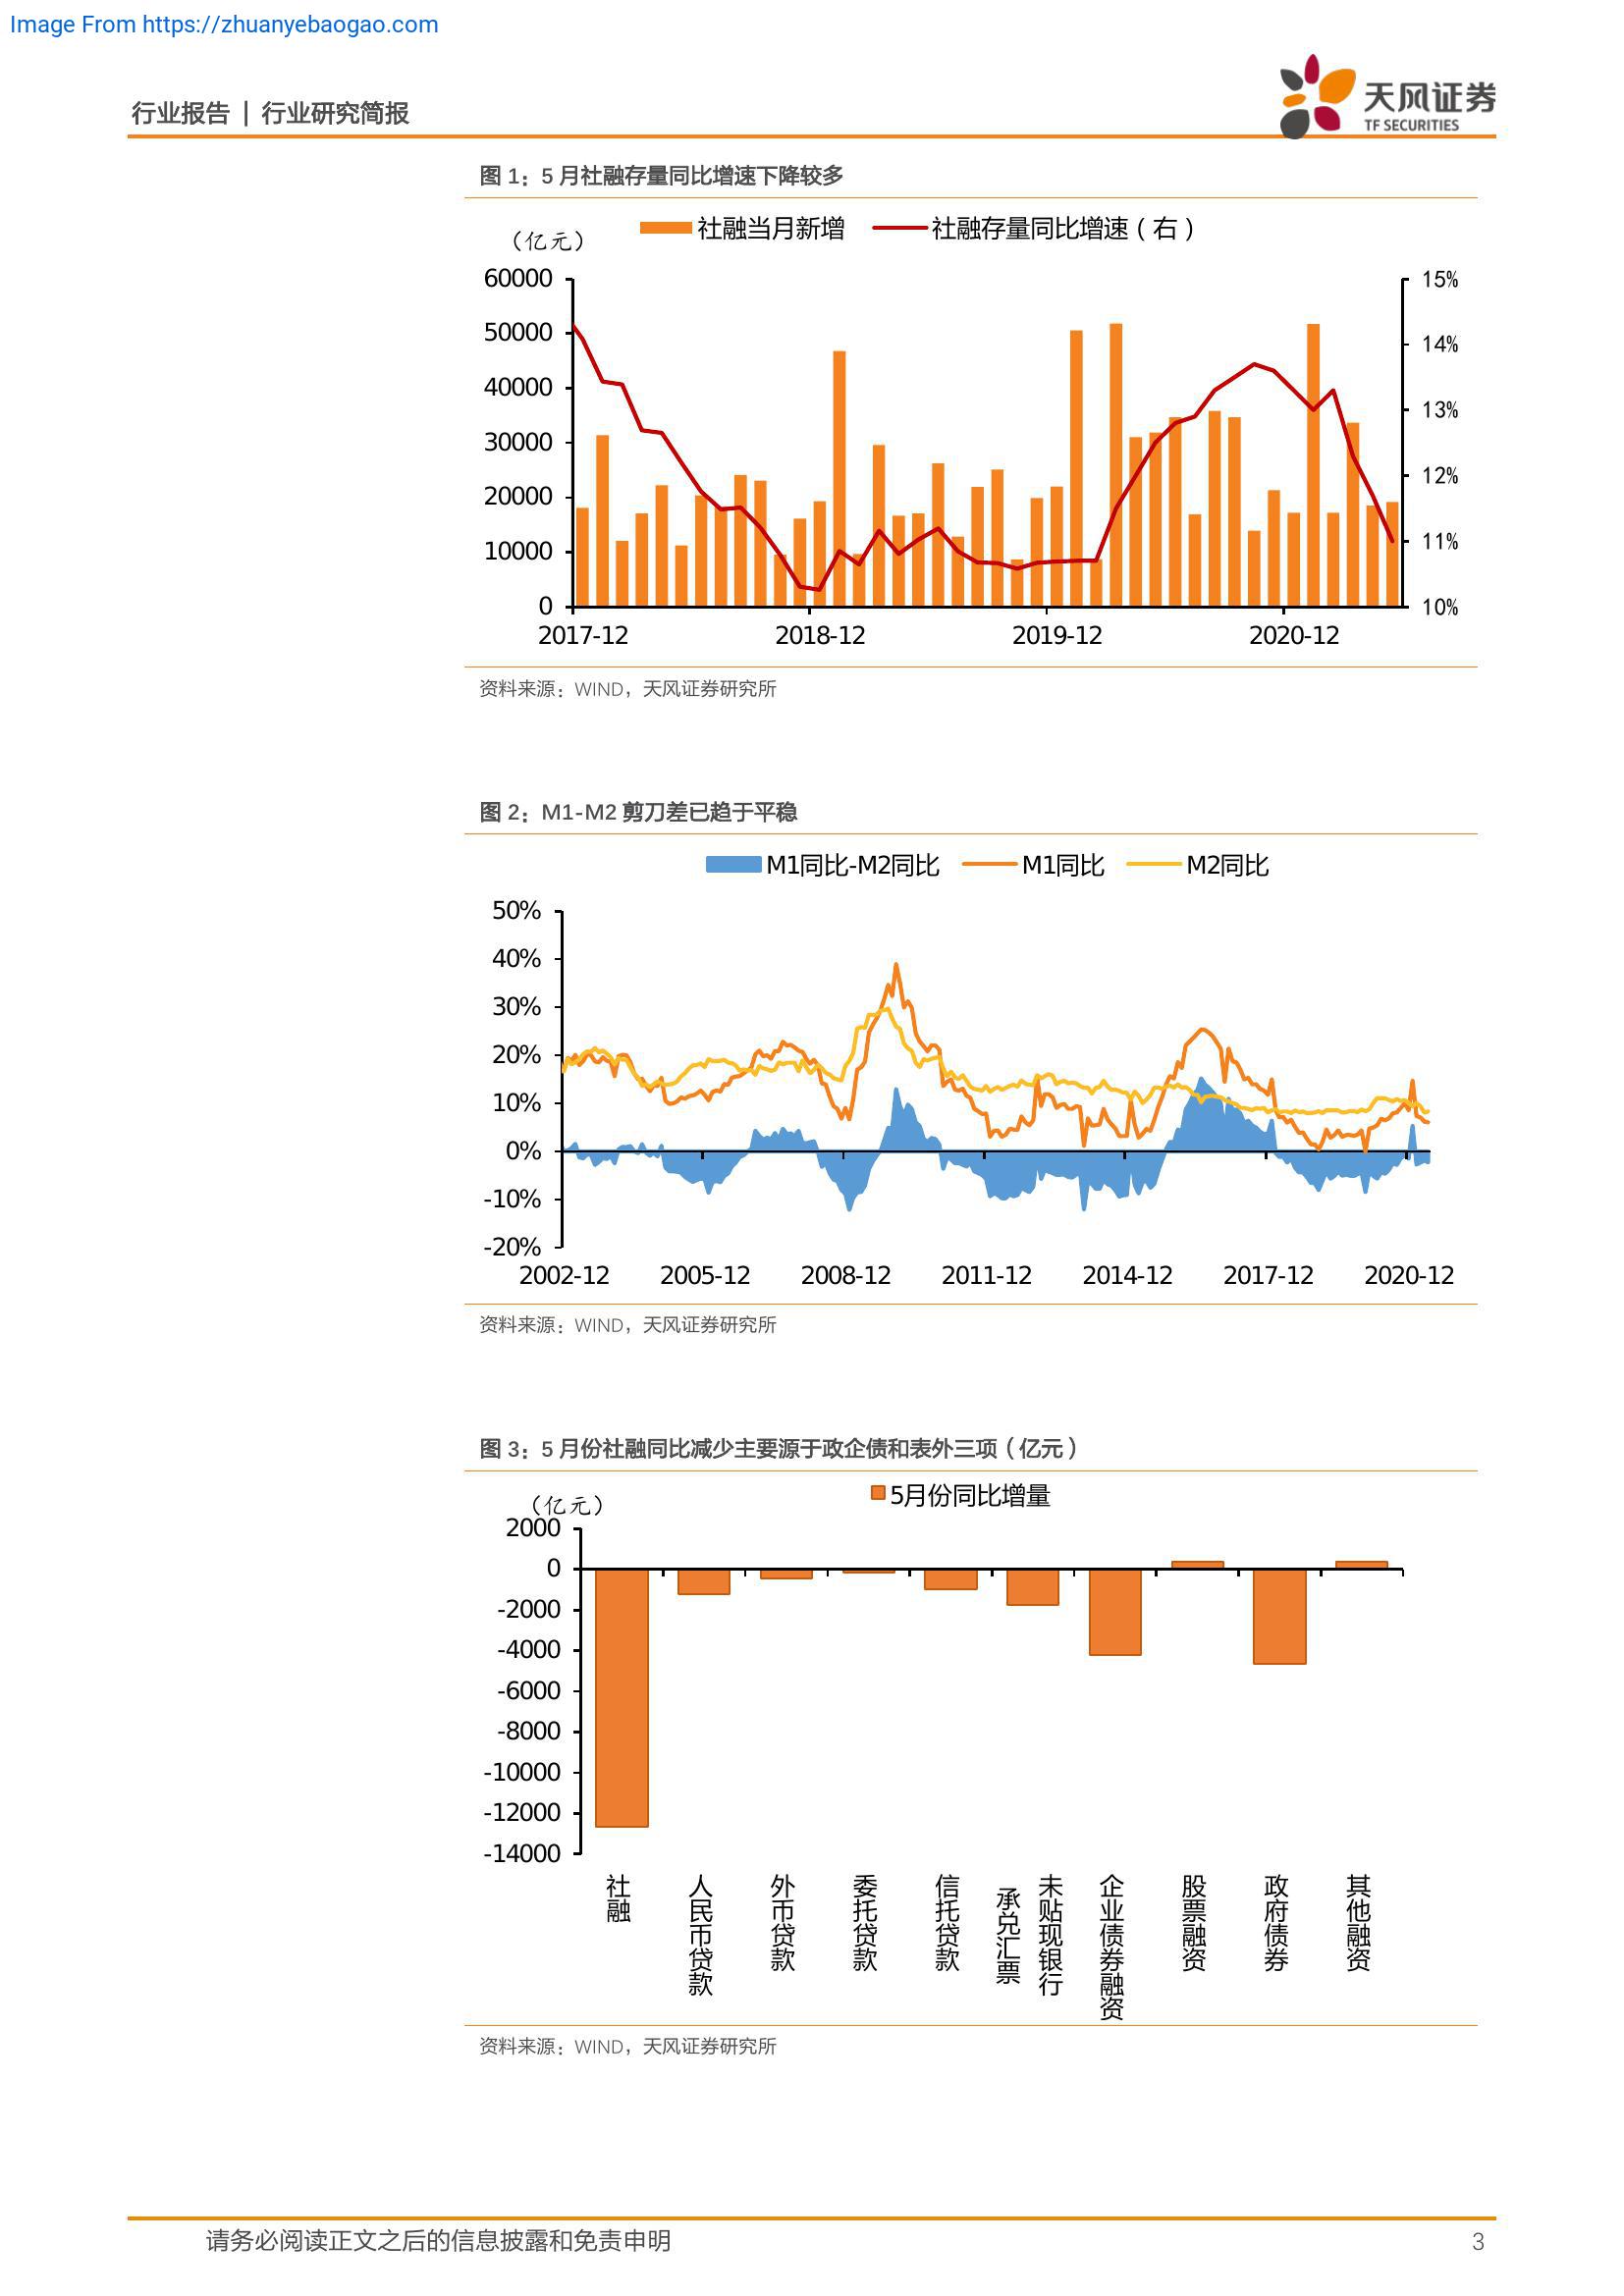 Image From https://zhuanyebaogao.com
行业报告 | 行业研究简报
天风证券
TF SECURITIES
图 1：5 月社融存量同比增速下降较多
社融当月新增 社融存量同比增速（右）
（亿元）
60000
50000
40000
30000
20000
10000
0
15%
14%
13%
12%
11%
10%
2017-12 2018-12 2019-12 2020-12
资料来源：WIND，天风证券研究所
图 2：M1-M2 剪刀差已趋于平稳
M1同比-M2同比 M1同比 M2同比
50%
40%
30%
20%
10%
0%
-10%
-20%
2002-12 2005-12 2008-12 2011-12 2014-12 2017-12 2020-12
资料来源：WIND，天风证券研究所
图 3：5 月份社融同比减少主要源于政企债和表外三项（亿元）
（亿元）
5月份同比增量
2000
0
-2000
-4000
-6000
-8000
-10000
-12000
-14000
社融
人民币贷款
外币贷款
委托贷款
信托贷款
未贴现银行
承兑汇票
企业债券融资
股票融资
政府债券
其他融资
资料来源：WIND，天风证券研究所
请务必阅读正文之后的信息披露和免责申明 3